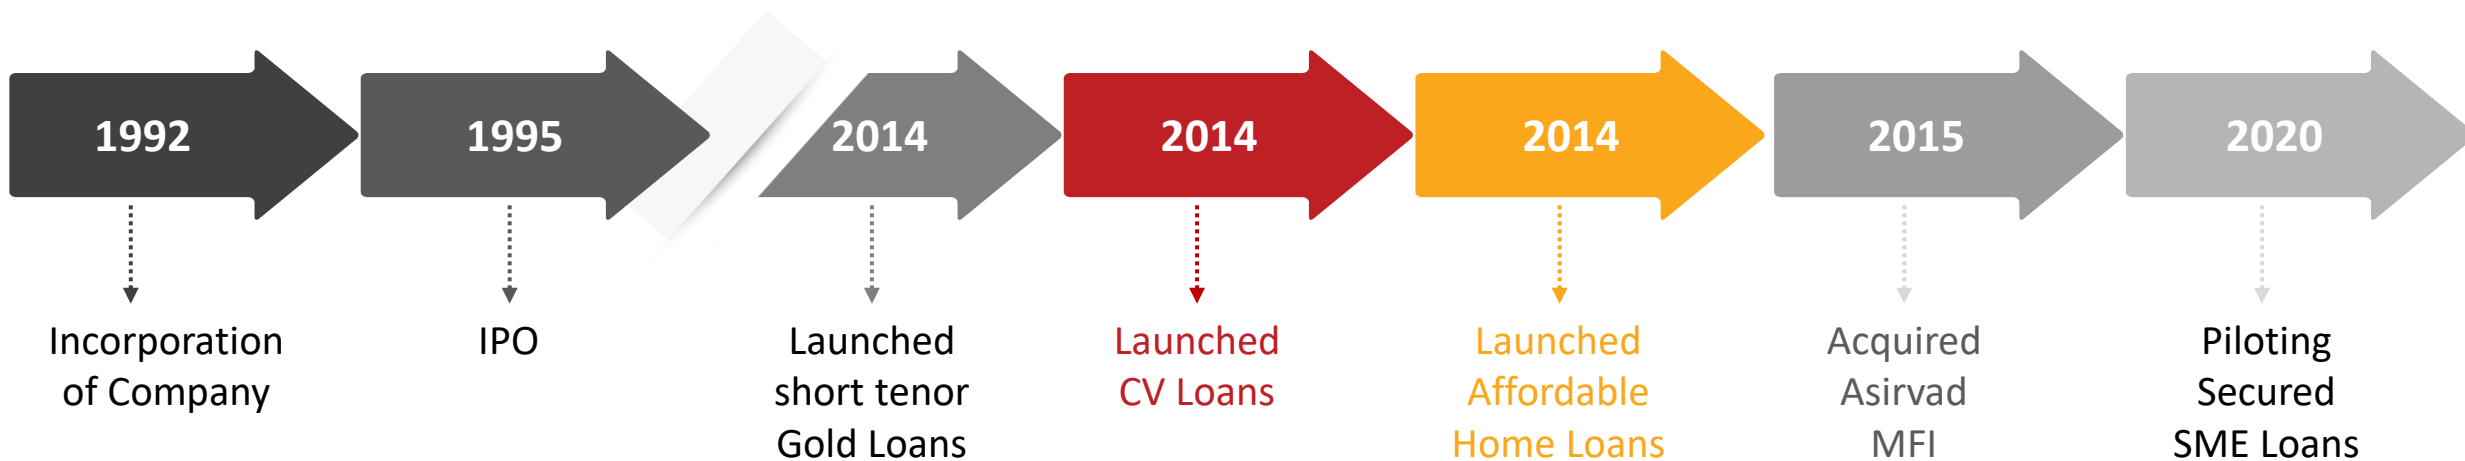 1992
1995
2014
2014
2014
2015
2020
Incorporation
of Company
IPO
Launched
short tenor
Gold Loans
Launched
CV Loans
Launched
Affordable
Home Loans
Acquired
Asirvad
MFI
Piloting
Secured
SME Loans